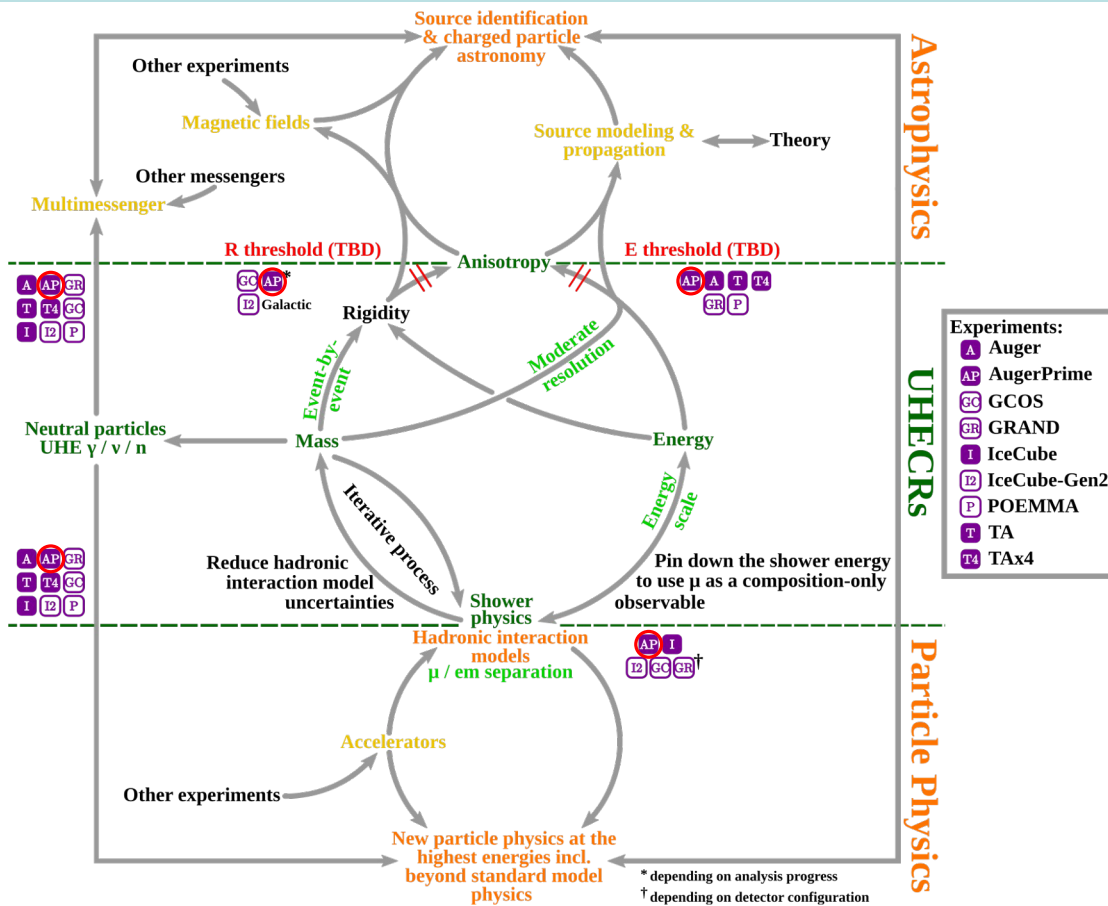 Source identification
& charged particle
astronomy
Astrophysics
Other experiments
Magnetic fields
Source modeling &
propagation
Theory
Other messengers
Multimessenger
R threshold (TBD)
E threshold (TBD)
Anisotropy
A AP GR
T T4 GC
I I2 P
GC AP *
I2 Galactic
AP A T T4
GR P
Rigidity
Moderate
resolution
Event-by-
event
Experiments:
A Auger
AP AugerPrime
GC GCOS
GR GRAND
I IceCube
I2 IceCube-Gen2
P POEMMA
T TA
T4 TAx4
UHECRs
Neutral particles
UHE γ / ν / n
Mass
Energy
Energy
scale
Iterative process
Reduce hadronic
interaction model
uncertainties
Pin down the shower energy
to use μ as a composition-only
observable
A AP GR
T T4 GC
I I2 P
Shower
physics
Hadronic interaction
models
μ / em separation
AP I
I2 GC GR †
Particle Physics
Accelerators
Other experiments
New particle physics at the
highest energies incl.
beyond standard model
physics
* depending on analysis progress
† depending on detector configuration